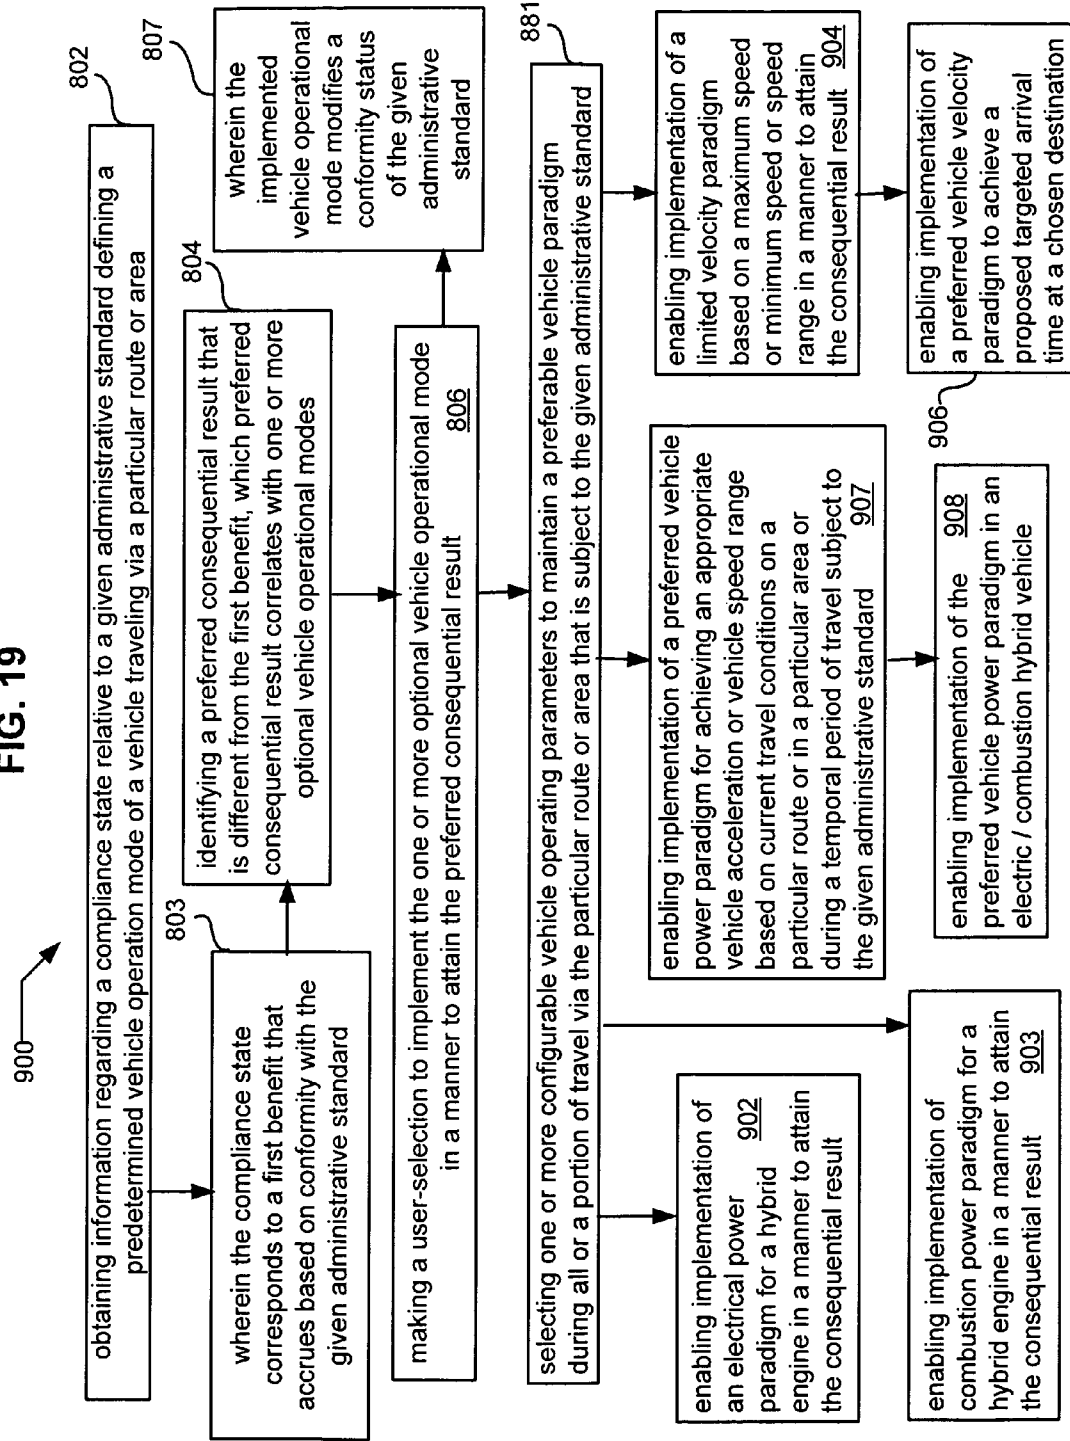 FIG. 19
900
802
obtaining information regarding a compliance state relative to a given administrative standard defining a
predetermined vehicle operation mode of a vehicle traveling via a particular route or area
803
wherein the compliance state
corresponds to a first benefit that
accrues based on conformity with the
given administrative standard
804
identifying a preferred consequential result that
is different from the first benefit, which preferred
consequential result correlates with one or more
optional vehicle operational modes
807
wherein the
implemented
vehicle operational
mode modifies a
conformity status
of the given
administrative
standard
making a user-selection to implement the one or more optional vehicle operational mode
in a manner to attain the preferred consequential result 806
881
selecting one or more configurable vehicle operating parameters to maintain a preferable vehicle paradigm
during all or a portion of travel via the particular route or area that is subject to the given administrative standard
enabling implementation of
an electrical power 902
paradigm for a hybrid
engine in a manner to attain
the consequential result
enabling implementation of
combustion power paradigm for a
hybrid engine in a manner to attain
the consequential result 903
enabling implementation of a preferred vehicle
power paradigm for achieving an appropriate
vehicle acceleration or vehicle speed range
based on current travel conditions on a
particular route or in a particular area or
during a temporal period of travel subject to
the given administrative standard 907
enabling implementation of the 908
preferred vehicle power paradigm in an
electric / combustion hybrid vehicle
enabling implementation of a
limited velocity paradigm
based on a maximum speed
or minimum speed or speed
range in a manner to attain
the consequential result 904
906
enabling implementation of
a preferred vehicle velocity
paradigm to achieve a
proposed targeted arrival
time at a chosen destination